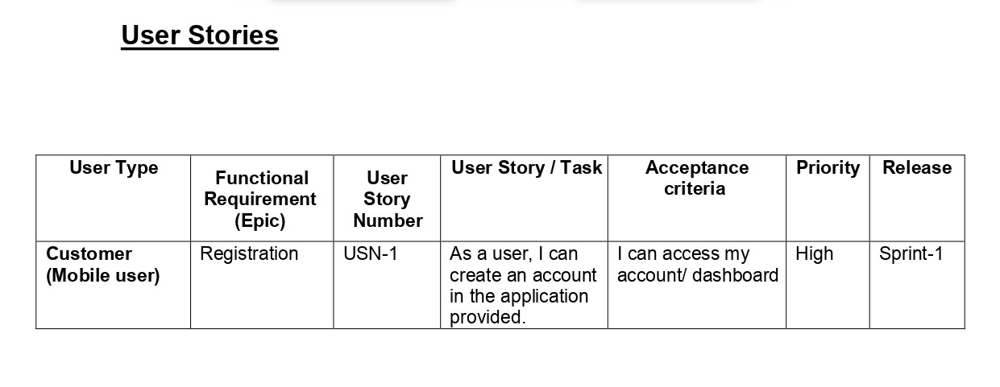 User Stories
User Type
Functional
Requirement
(Epic)
User
Story
Number
User Story / Task
Acceptance
criteria
Priority
Release
Customer
(Mobile user)
Registration
USN-1
As a user, I can
create an account
in the application
provided.
I can access my
account/ dashboard
High
Sprint-1